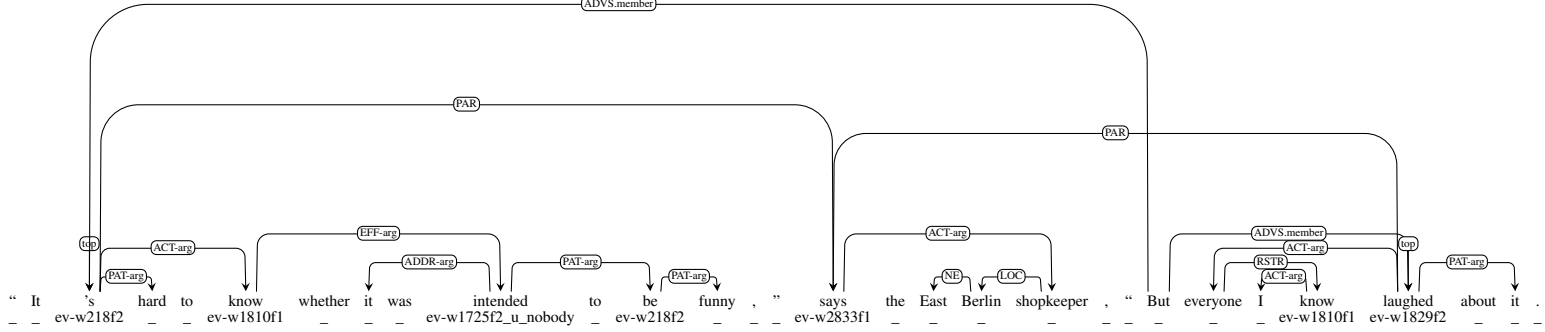 ADVS.member
PAR
PAR
EFF-arg ACT-arg ADVS.member
top ACT-arg ACT-arg top
ADDR-arg PAT-arg RSTR PAT-arg
PAT-arg PAT-arg NE LOC ACT-arg
“ It ’s hard to know whether it was intended to be funny , ” says the East Berlin shopkeeper , “ But everyone I know laughed about it .
_ _ ev-w218f2 _ _ ev-w1810f1 _ _ _ ev-w1725f2_u_nobody _ ev-w218f2 _ _ _ ev-w2833f1 _ _ _ _ _ _ _ _ _ ev-w1810f1 ev-w1829f2 _ _ _